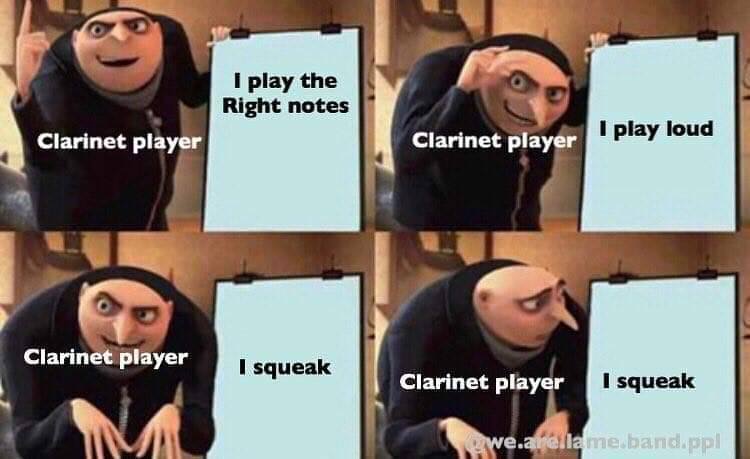 I play the
Right notes
Clarinet player
I play loud
Clarinet player
Clarinet player
I squeak
Clarinet player
I squeak
@we.are.lame.band.ppl